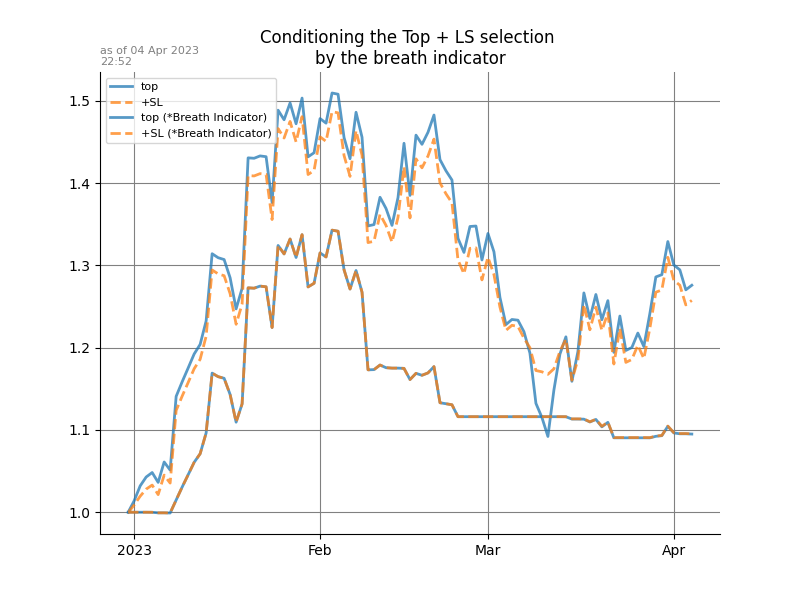 Conditioning the Top + LS selection
by the breath indicator
as of 04 Apr 2023
22:52
top
+SL
top (*Breath Indicator)
+SL (*Breath Indicator)
1.5
1.4
1.3
1.2
1.1
1.0
2023 Feb Mar Apr